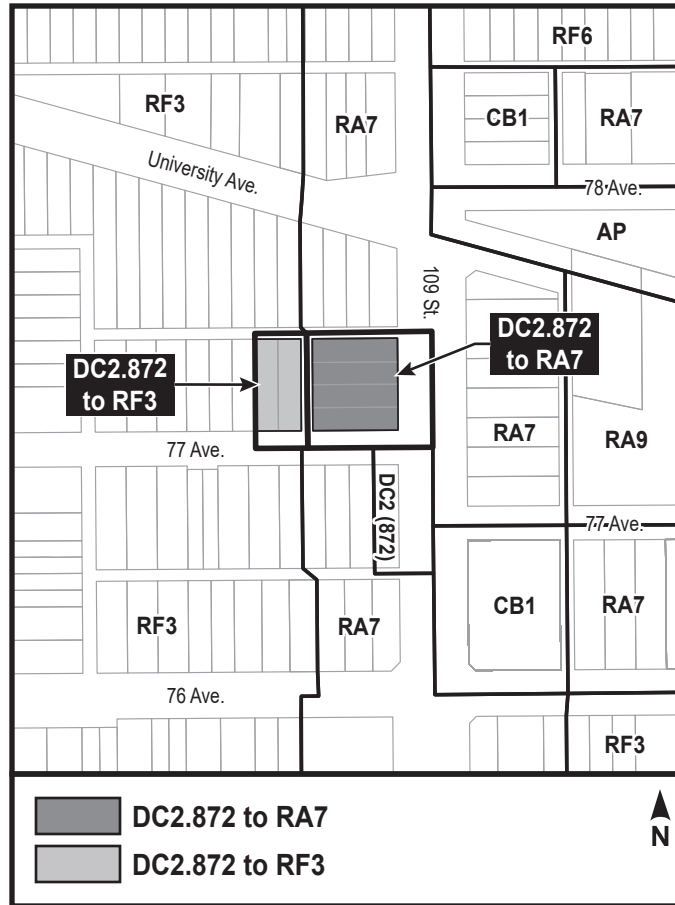 RF6
RF3
RA7
CB1
RA7
University Ave.
78 Ave.
AP
109 St.
DC2.872
to RA7
DC2.872
to RF3
RA7
RA9
77 Ave.
DC2 (872)
77 Ave.
RF3
RA7
CB1
RA7
76 Ave.
RF3
DC2.872 to RA7
DC2.872 to RF3
N